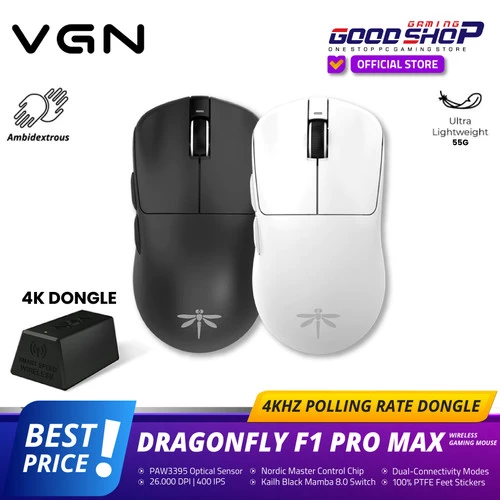 VGN
GAMING
GOOD SHOP
ONE STOP PC GAMING STORE
OFFICIAL STORE
Ambidextrous
Ultra
Lightweight
55G
4K DONGLE
4KHZ POLLING RATE DONGLE
BEST
PRICE!
DRAGONFLY F1 PRO MAX
WIRELESS
GAMING MOUSE
• PAW3395 Optical Sensor
• 26.000 DPI | 400 IPS
• Nordic Master Control Chip
• Kailh Black Mamba 8.0 Switch
• Dual-Connectivity Modes
• 100% PTFE Feet Stickers